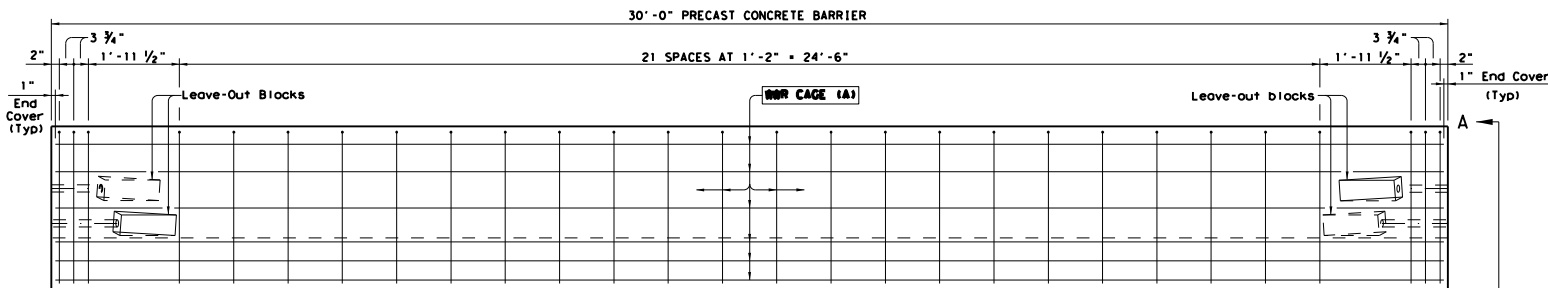 30'-0" PRECAST CONCRETE BARRIER
3 3/4"
3 3/4"
2"
1'-11 1/2"
21 SPACES AT 1'-2" = 24'-6"
1'-11 1/2"
2"
1"
End
Cover
(Typ)
Leave-Out Blocks
CAGE (A)
Leave-out blocks
1" End Cover
(Typ)
A